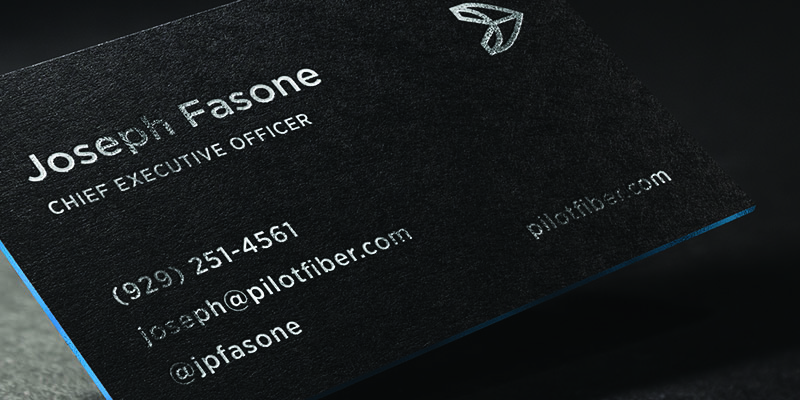 Joseph Fasone
CHIEF EXECUTIVE OFFICER
(929) 251-4561
joseph@pilotfiber.com
@jpfasone
pilotfiber.com